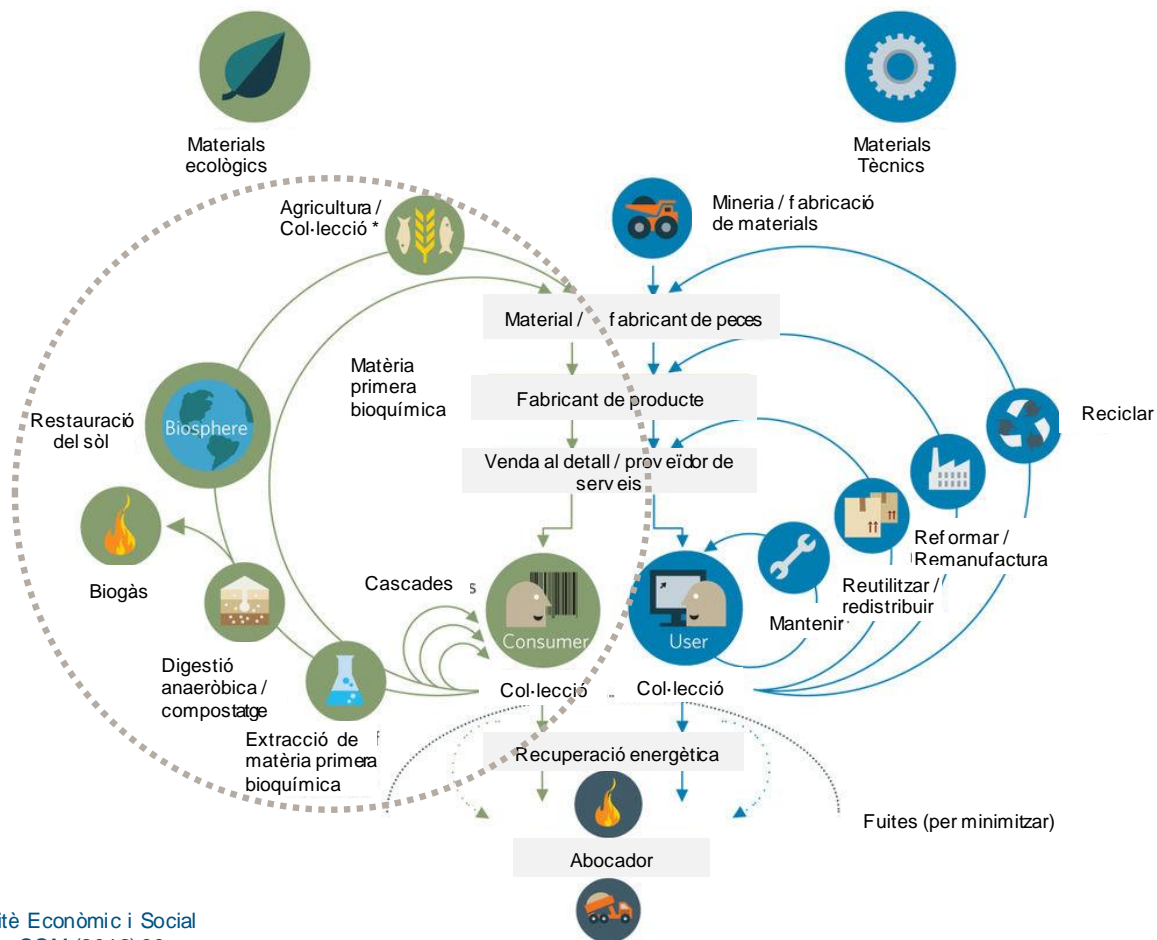 Materials
ecològics
Materials
Tècnics
Agricultura /
Col·lecció *
Mineria / fabricació
de materials
Material / fabricant de peces
Matèria
primera
bioquímica
Fabricant de producte
Reciclar
Restauració
del sòl
Biosphere
Venda al detall / proveïdor de
serveis
Reformar /
Remanufactura
Biogàs
Cascades
s
Reutilitzar /
redistribuir
Mantenir
Consumer
User
Digestió
anaeròbica /
compostatge
Col·lecció
Col·lecció
Extracció de
matèria primera
bioquímica
Recuperació energètica
Fuites (per minimitzar)
Abocador
itè Econòmic i Social